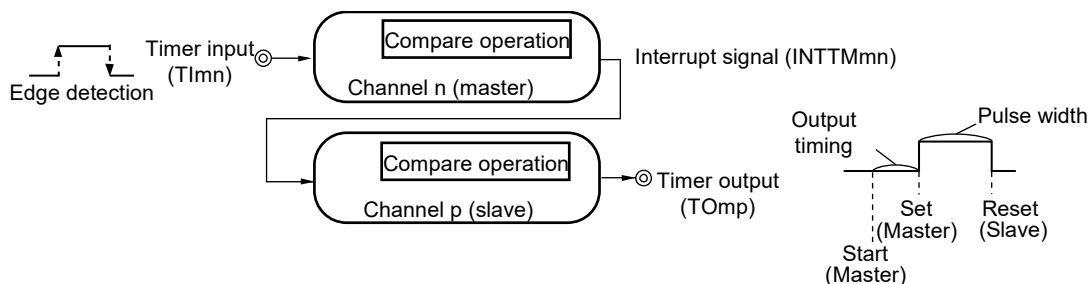 Edge detection
Timer input
(TImn)
Compare operation
Channel n (master)
Interrupt signal (INTTMmn)
Compare operation
Channel p (slave)
Timer output
(TOmp)
Output
timing
Pulse width
Set
(Master)
Reset
(Slave)
Start
(Master)